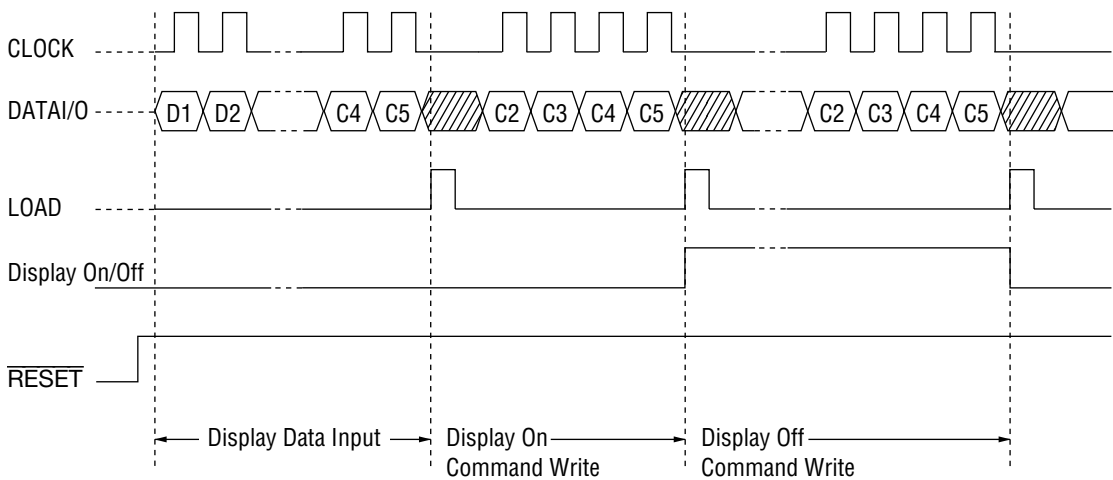 CLOCK
DATAI/O D1 D2 C4 C5 C2 C3 C4 C5 C2 C3 C4 C5
LOAD
Display On/Off
RESET
Display Data Input Display On Display Off
Command Write Command Write